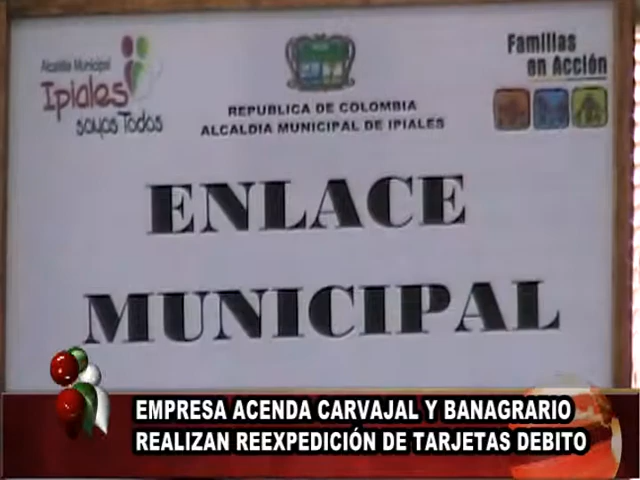 Alcaldía Municipal
Ipiales
somos Todos
REPUBLICA DE COLOMBIA
ALCALDIA MUNICIPAL DE IPIALES
Familias
en Acción
ENLACE
MUNICIPAL
EMPRESA ACENDA CARVAJAL Y BANAGRARIO
REALIZAN REEXPEDICIÓN DE TARJETAS DEBITO